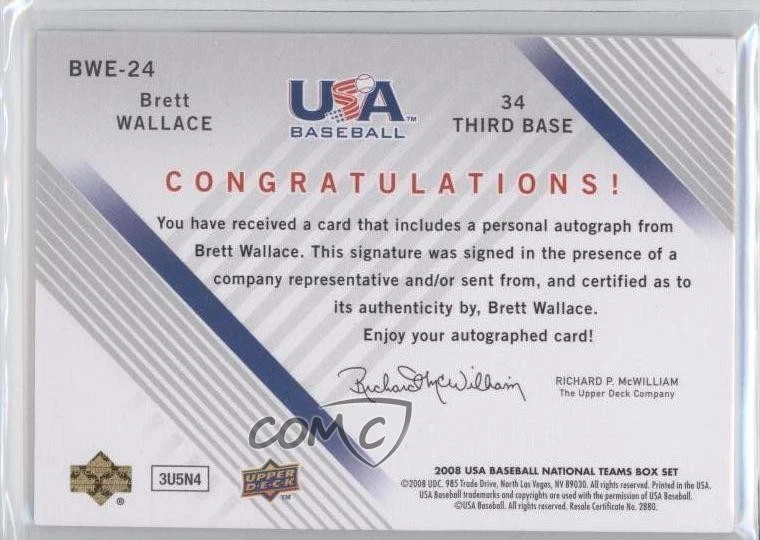 BWE-24
Brett
WALLACE
USA
BASEBALL
TM
34
THIRD BASE
CONGRATULATIONS!
You have received a card that includes a personal autograph from
Brett Wallace. This signature was signed in the presence of a
company representative and/or sent from, and certified as to
its authenticity by, Brett Wallace.
Enjoy your autographed card!
Richard P. McWilliam
RICHARD P. McWILLIAM
The Upper Deck Company
COMC
3U5N4
UPPER
D·E·C·K
TM
®
2008 USA BASEBALL NATIONAL TEAMS BOX SET
©2008 UDC. 985 Trade Drive, North Las Vegas, NV 89030. All rights reserved. Printed in the USA.
USA Baseball trademarks and copyrights are used with the permission of USA Baseball.
©USA Baseball. All rights reserved. Resale Certificate No. 2880.